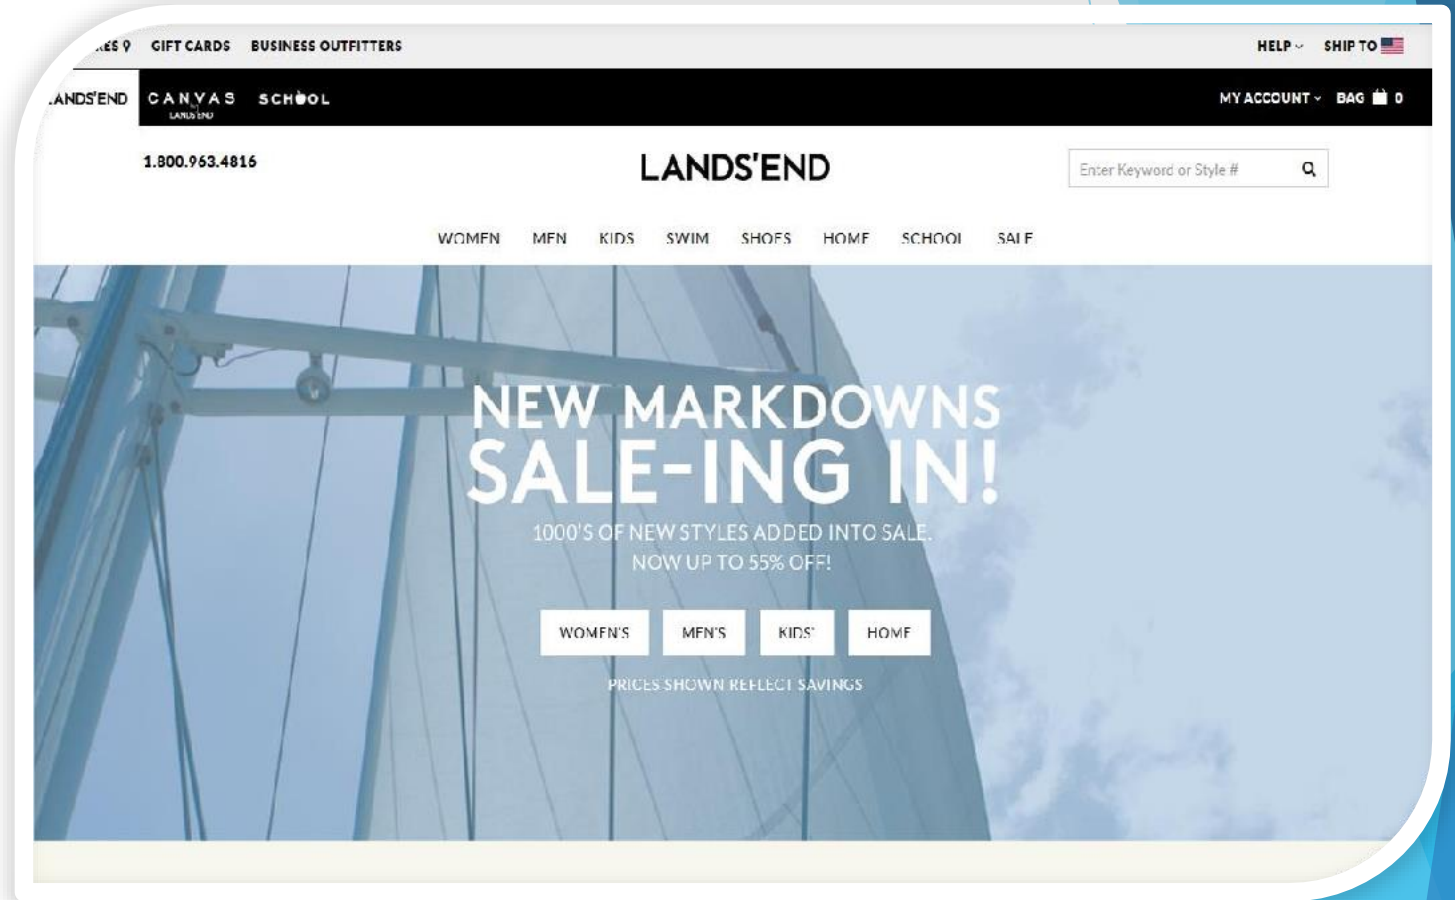 GIFT CARDS BUSINESS OUTFITTERS HELP SHIP TO
CANVAS SCHOOL MY ACCOUNT BAG 0
LANDS'END
1.800.963.4816 LANDS'END Enter Keyword or Style #
WOMEN MEN KIDS SWIM SHOES HOME SCHOOL SALE
NEW MARKDOWNS
SALE-ING IN!
1000'S OF NEW STYLES ADDED INTO SALE.
NOW UP TO 55% OFF!
WOMEN'S MEN'S KIDS' HOME
PRICES SHOWN REFLECT SAVINGS